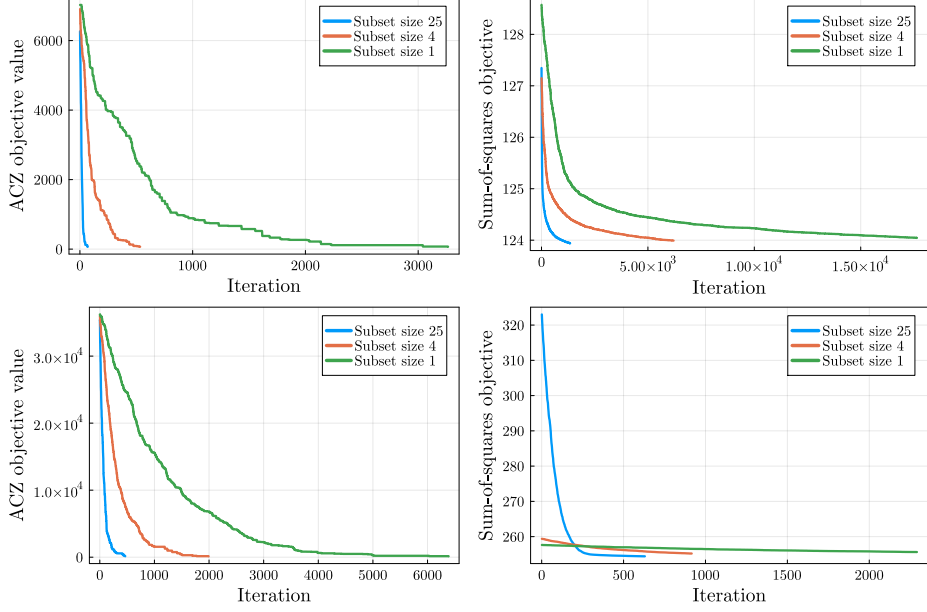 ACZ objective value
6000
4000
2000
0
0
1000
2000
3000
Iteration
Subset size 25
Subset size 4
Subset size 1
Sum-of-squares objective
128
127
126
125
124
0
5.00×10³
1.00×10⁴
1.50×10⁴
Iteration
Subset size 25
Subset size 4
Subset size 1
ACZ objective value
3.0×10⁴
2.0×10⁴
1.0×10⁴
0
0
1000
2000
3000
4000
5000
6000
Iteration
Subset size 25
Subset size 4
Subset size 1
Sum-of-squares objective
320
310
300
290
280
270
260
0
500
1000
1500
2000
Iteration
Subset size 25
Subset size 4
Subset size 1